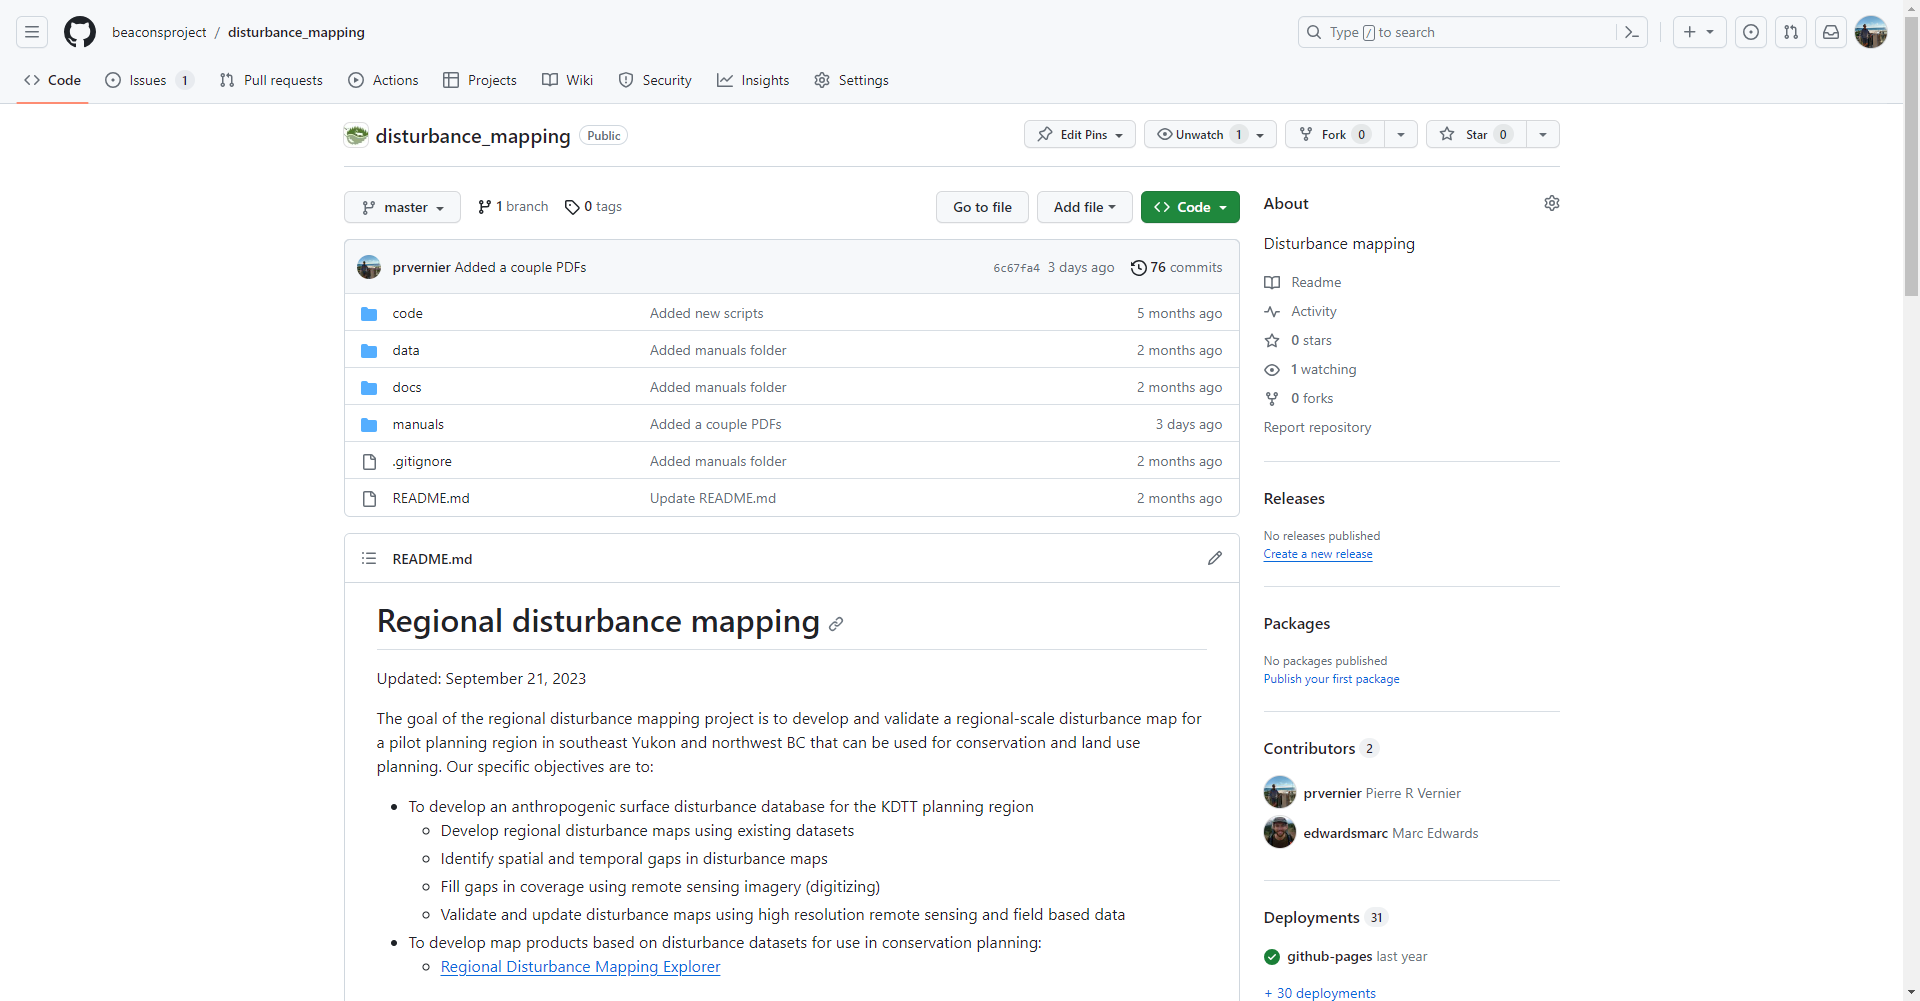 beaconsproject / disturbance_mapping
Type / to search
Code Issues 1 Pull requests Actions Projects Wiki Security Insights Settings
disturbance_mapping Public
Edit Pins Unwatch 1 Fork 0 Star 0
master 1 branch 0 tags Go to file Add file Code
prvernier Added a couple PDFs 6c67fa4 3 days ago 76 commits
code Added new scripts 5 months ago
data Added manuals folder 2 months ago
docs Added manuals folder 2 months ago
manuals Added a couple PDFs 3 days ago
.gitignore Added manuals folder 2 months ago
README.md Update README.md 2 months ago
README.md
Regional disturbance mapping
Updated: September 21, 2023
The goal of the regional disturbance mapping project is to develop and validate a regional-scale disturbance map for
a pilot planning region in southeast Yukon and northwest BC that can be used for conservation and land use
planning. Our specific objectives are to:
• To develop an anthropogenic surface disturbance database for the KDTT planning region
○ Develop regional disturbance maps using existing datasets
○ Identify spatial and temporal gaps in disturbance maps
○ Fill gaps in coverage using remote sensing imagery (digitizing)
○ Validate and update disturbance maps using high resolution remote sensing and field based data
• To develop map products based on disturbance datasets for use in conservation planning:
○ Regional Disturbance Mapping Explorer
About
Disturbance mapping
Readme
Activity
0 stars
1 watching
0 forks
Report repository
Releases
No releases published
Create a new release
Packages
No packages published
Publish your first package
Contributors 2
prvernier Pierre R Vernier
edwardsmarc Marc Edwards
Deployments 31
github-pages last year
+ 30 deployments